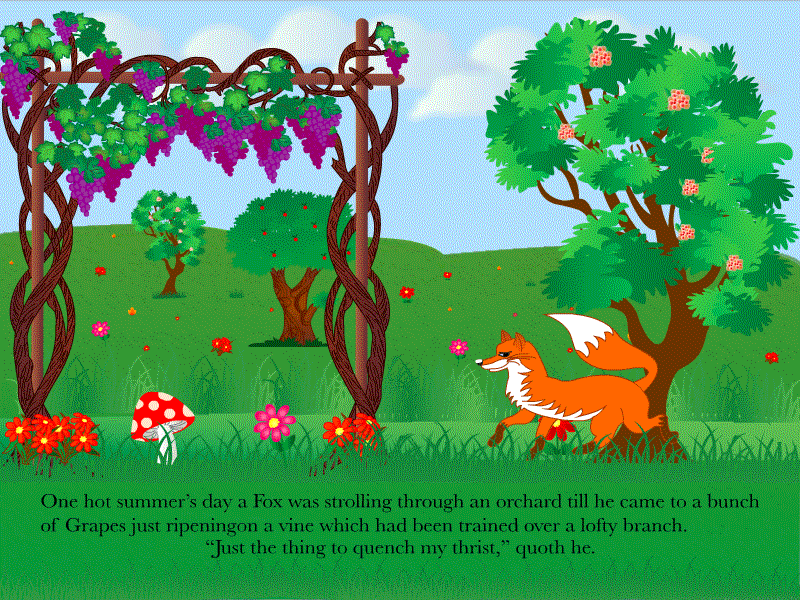 One hot summer's day a Fox was strolling through an orchard till he came to a bunch
of Grapes just ripeningon a vine which had been trained over a lofty branch.
“Just the thing to quench my thrist,” quoth he.